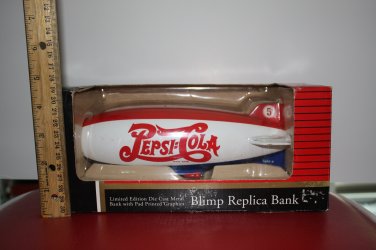 5
PEPSI-COLA
Limited Edition Die Cast Metal
Bank with Pad Printed Graphics
Blimp Replica Bank